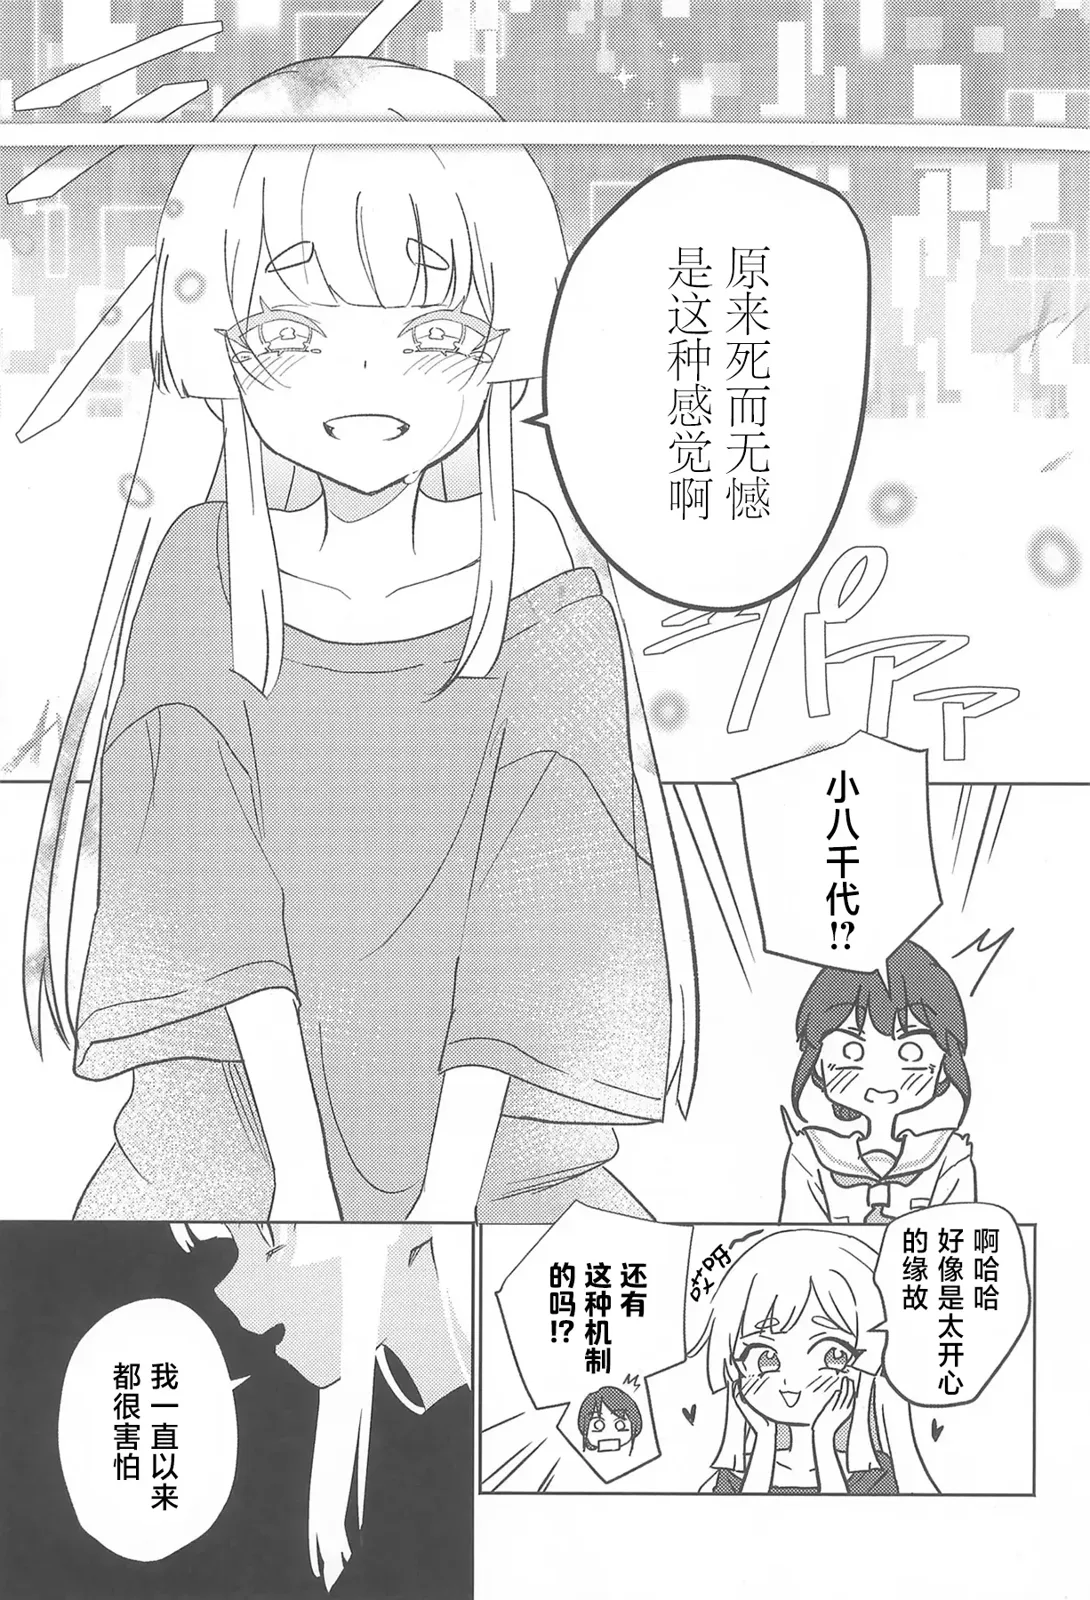 原来死而无憾
是这种感觉啊
パァァァ
小八千代!?
啊哈哈
好像是太开心
的缘故
哎呀
还有
这种机制
的吗!?
我一直以来
都很害怕